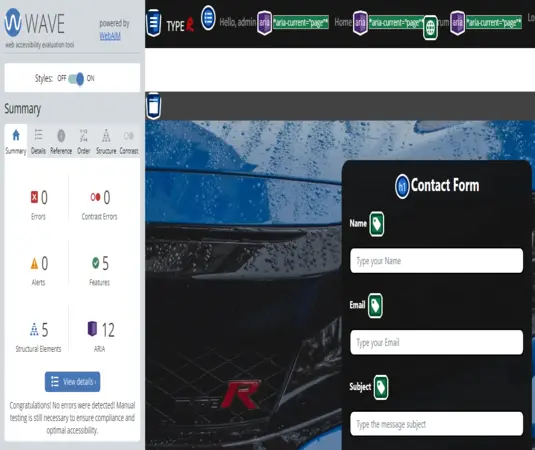 WAVE
web accessibility evaluation tool
powered by
WebAIM
Styles: OFF ON
Summary
Summary Details Reference Order Structure Contrast
0 Errors
0 Contrast Errors
0 Alerts
5 Features
5 Structural Elements
12 ARIA
View details ›
Congratulations! No errors were detected! Manual
testing is still necessary to ensure compliance and
optimal accessibility.
TYPE R Hello, admin aria *aria-current="page"* Home aria *aria-current="page"* rum aria *aria-current="page"* Lo
h1 Contact Form
Name
Type your Name
Email
Type your Email
Subject
Type the message subject
R